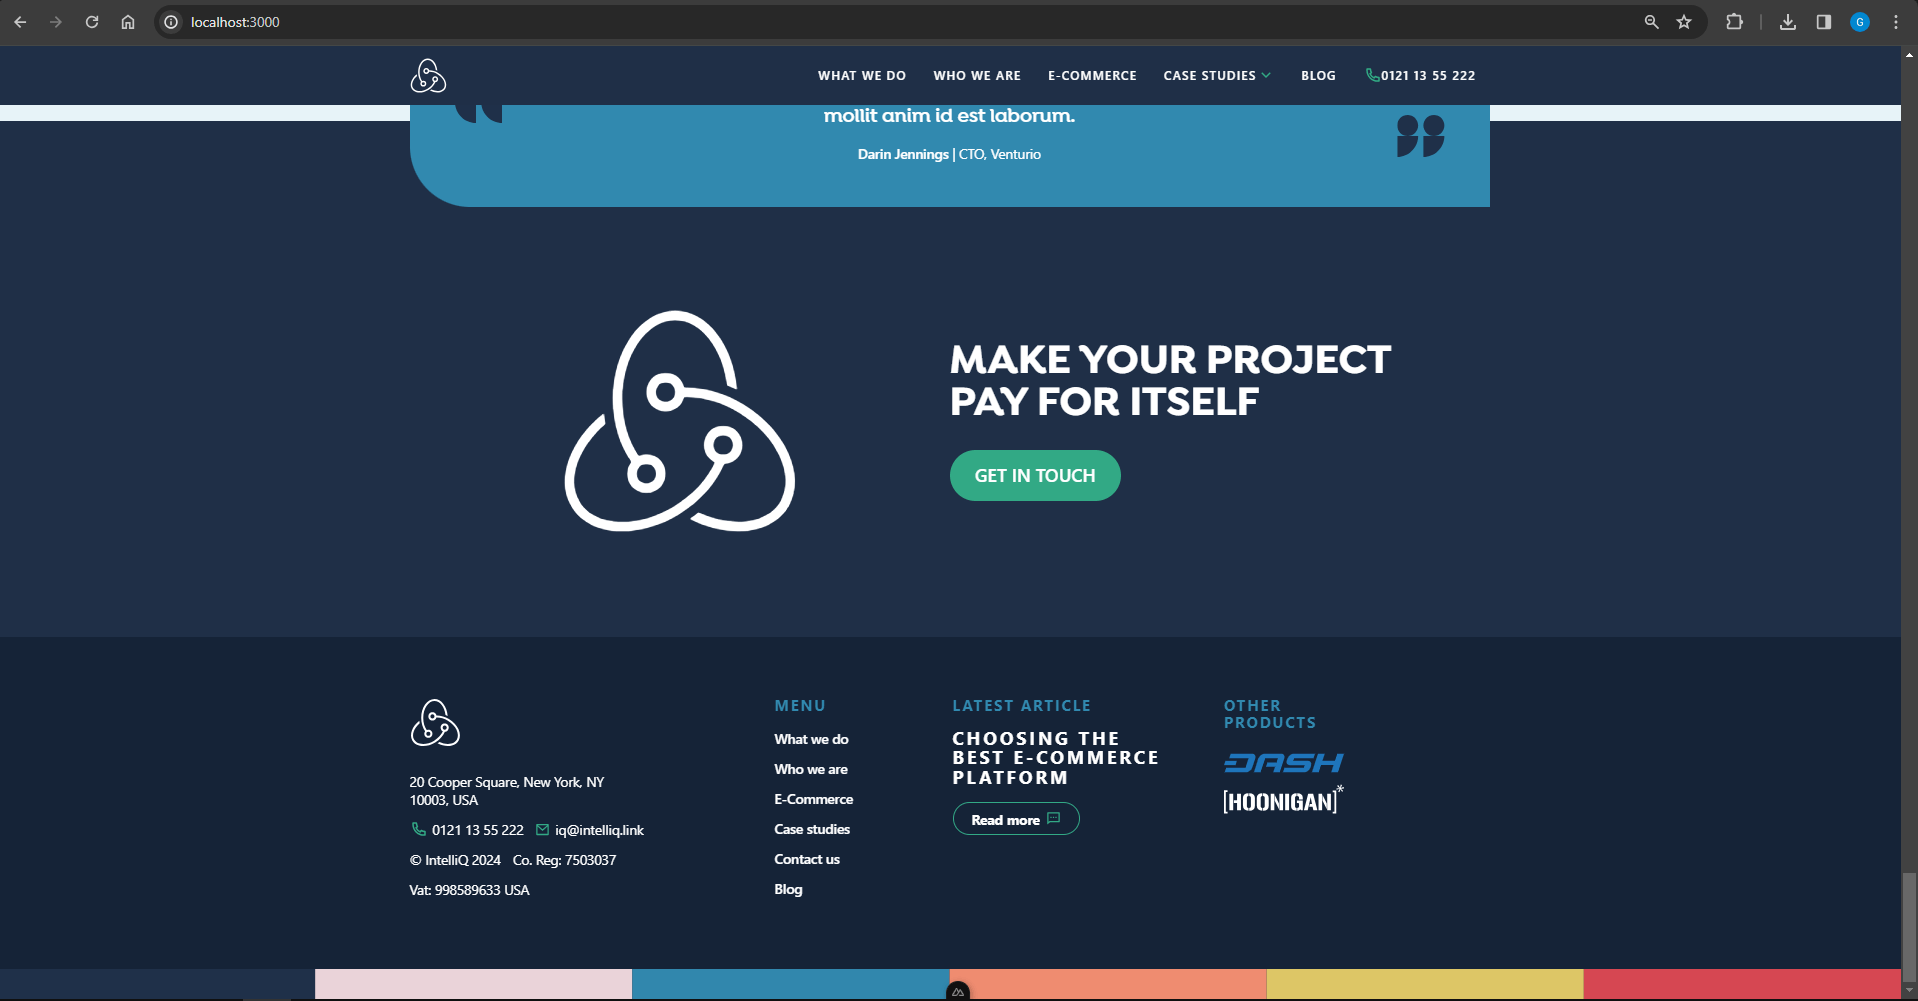 localhost:3000
G
WHAT WE DO
WHO WE ARE
E-COMMERCE
CASE STUDIES
BLOG
0121 13 55 222
mollit anim id est laborum.
Darin Jennings | CTO, Venturio
MAKE YOUR PROJECT
PAY FOR ITSELF
GET IN TOUCH
20 Cooper Square, New York, NY
10003, USA
0121 13 55 222 iq@intelliq.link
© IntelliQ 2024 Co. Reg: 7503037
Vat: 998589633 USA
MENU
What we do
Who we are
E-Commerce
Case studies
Contact us
Blog
LATEST ARTICLE
CHOOSING THE
BEST E-COMMERCE
PLATFORM
Read more
OTHER
PRODUCTS
DASH
[HOONIGAN]*